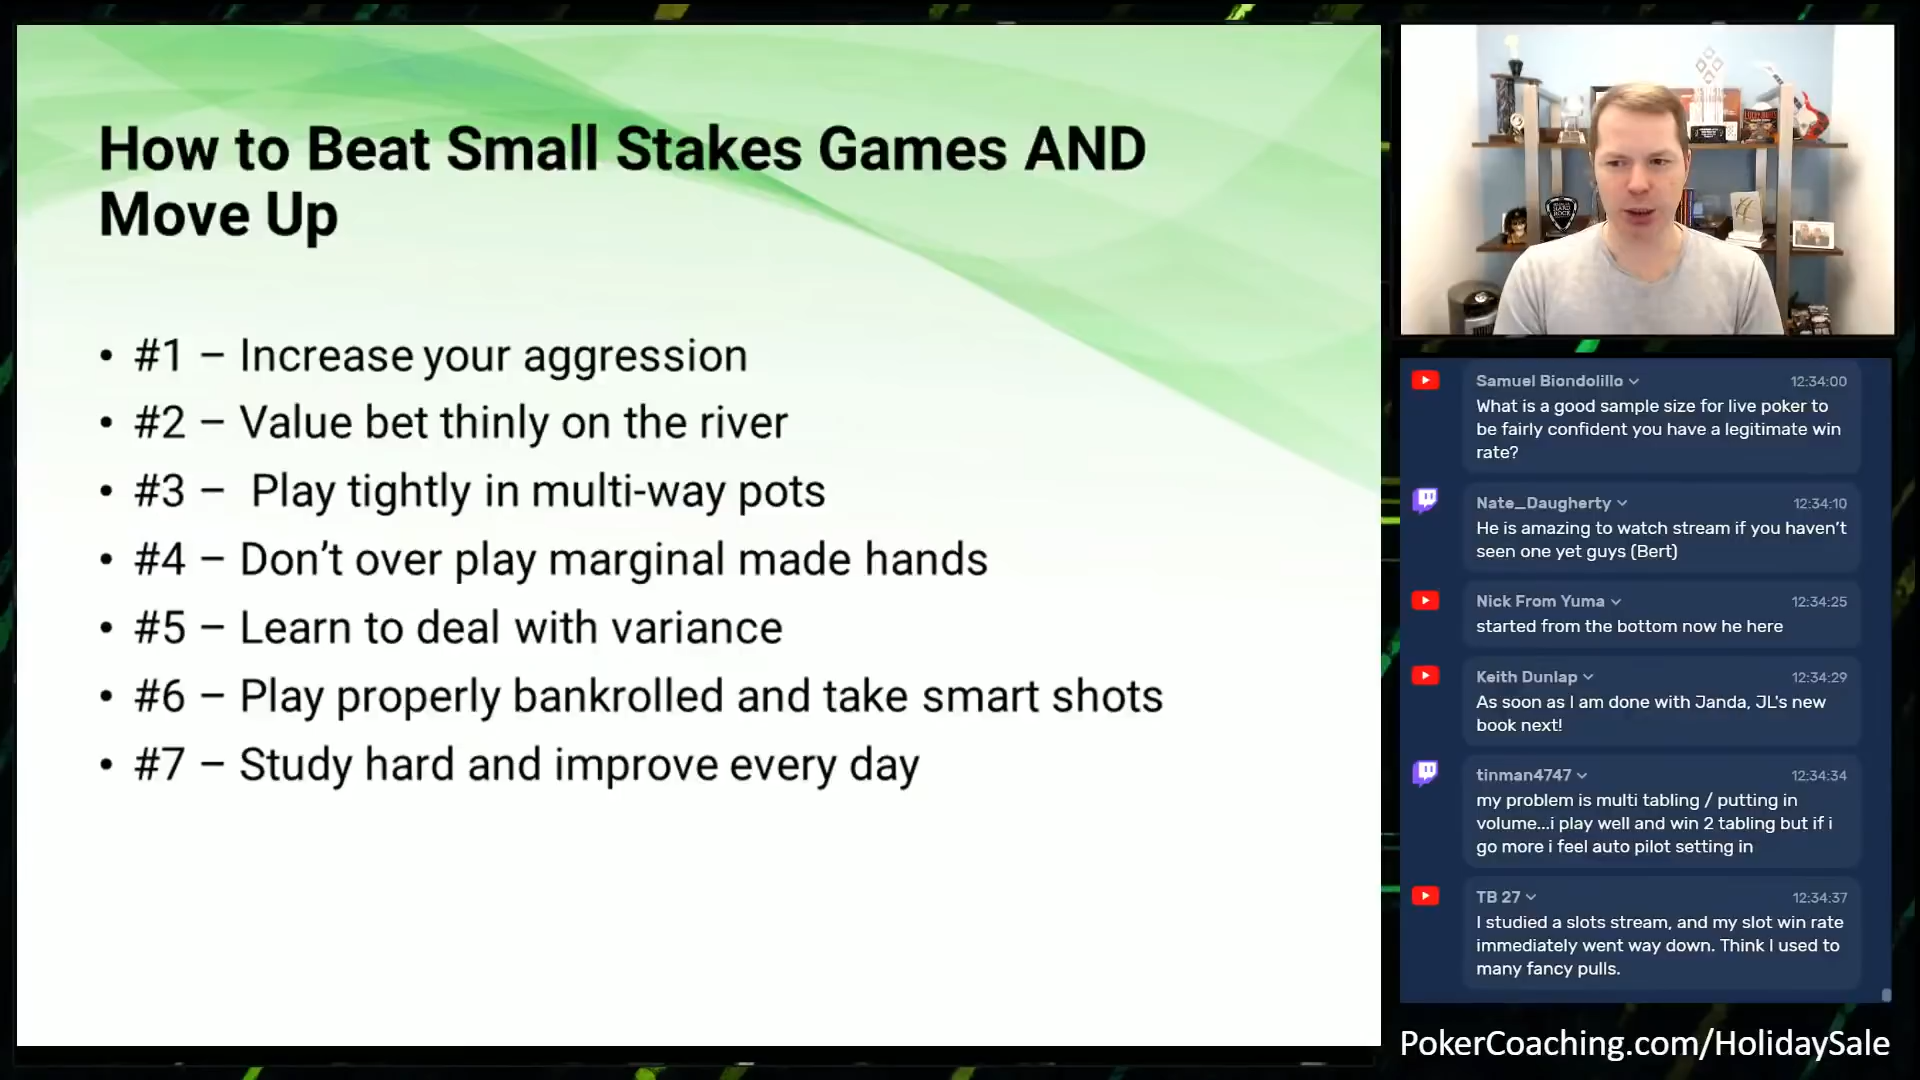 How to Beat Small Stakes Games AND
Move Up
• #1 – Increase your aggression
• #2 – Value bet thinly on the river
• #3 – Play tightly in multi-way pots
• #4 – Don’t over play marginal made hands
• #5 – Learn to deal with variance
• #6 – Play properly bankrolled and take smart shots
• #7 – Study hard and improve every day
Samuel Biondolillo 12:34:00
What is a good sample size for live poker to
be fairly confident you have a legitimate win
rate?
Nate_Daugherty 12:34:10
He is amazing to watch stream if you haven’t
seen one yet guys (Bert)
Nick From Yuma 12:34:25
started from the bottom now he here
Keith Dunlap 12:34:29
As soon as I am done with Janda, JL's new
book next!
tinman4747 12:34:34
my problem is multi tabling / putting in
volume...i play well and win 2 tabling but if i
go more i feel auto pilot setting in
TB 27 12:34:37
I studied a slots stream, and my slot win rate
immediately went way down. Think I used to
many fancy pulls.
PokerCoaching.com/HolidaySale